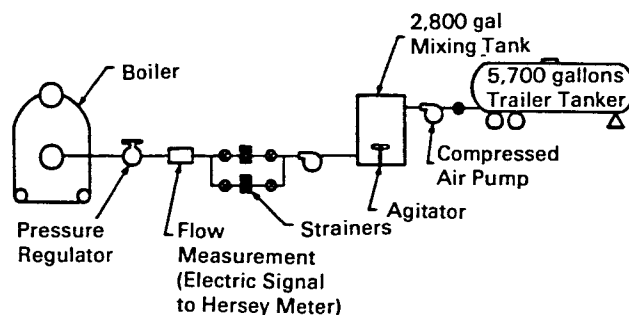 2,800 gal
Mixing Tank
Boiler
5,700 gallons
Trailer Tanker
Compressed
Air Pump
Agitator
Strainers
Pressure
Regulator
Flow
Measurement
(Electric Signal
to Hersey Meter)